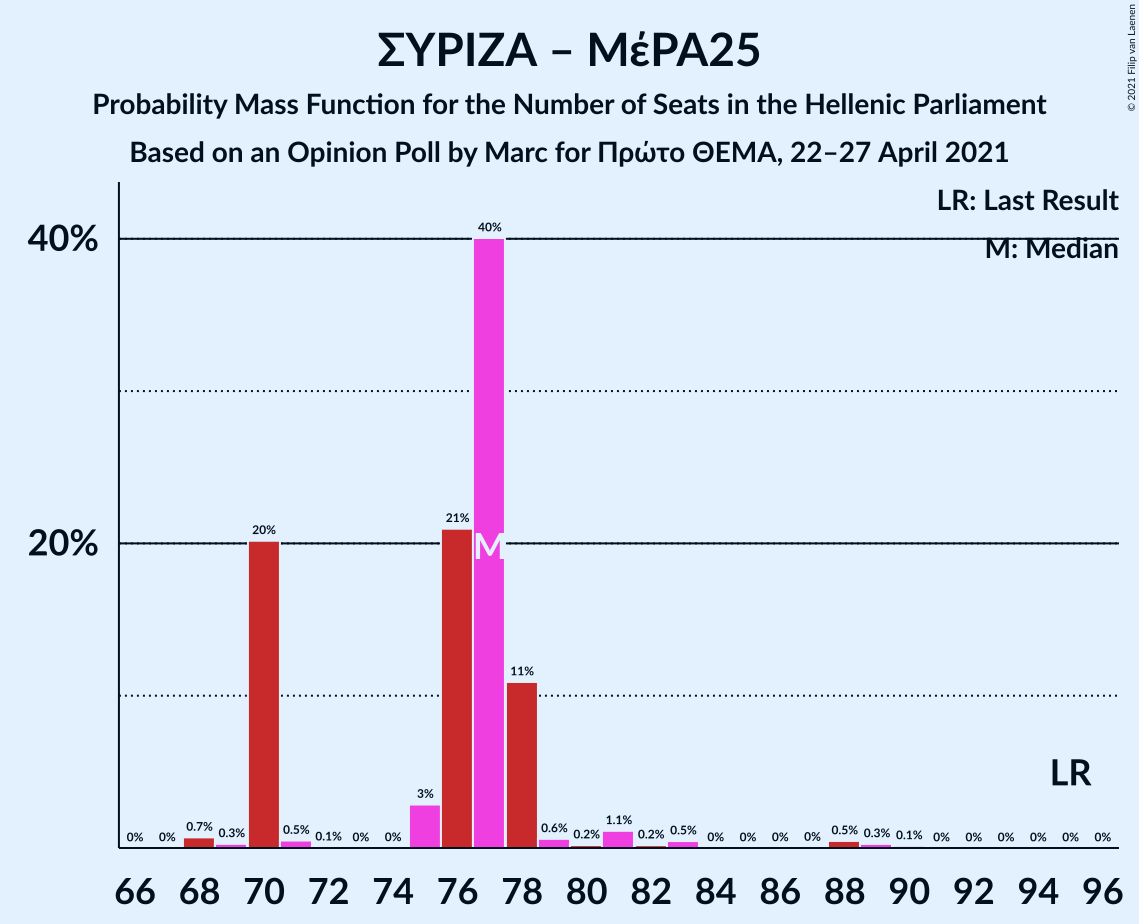 ΣΥΡΙΖΑ – ΜέΡΑ25
Probability Mass Function for the Number of Seats in the Hellenic Parliament
Based on an Opinion Poll by Marc for Πρώτο ΘΕΜΑ, 22–27 April 2021
© 2021 Filip van Laenen
LR: Last Result
M: Median
40%
20%
0% 0% 0.7% 0.3% 20% 0.5% 0.1% 0% 0% 3% 21% 40% 11% 0.6% 0.2% 1.1% 0.2% 0.5% 0% 0% 0% 0% 0.5% 0.3% 0.1% 0% 0% 0% 0% 0% 0%
M
LR
66 68 70 72 74 76 78 80 82 84 86 88 90 92 94 96